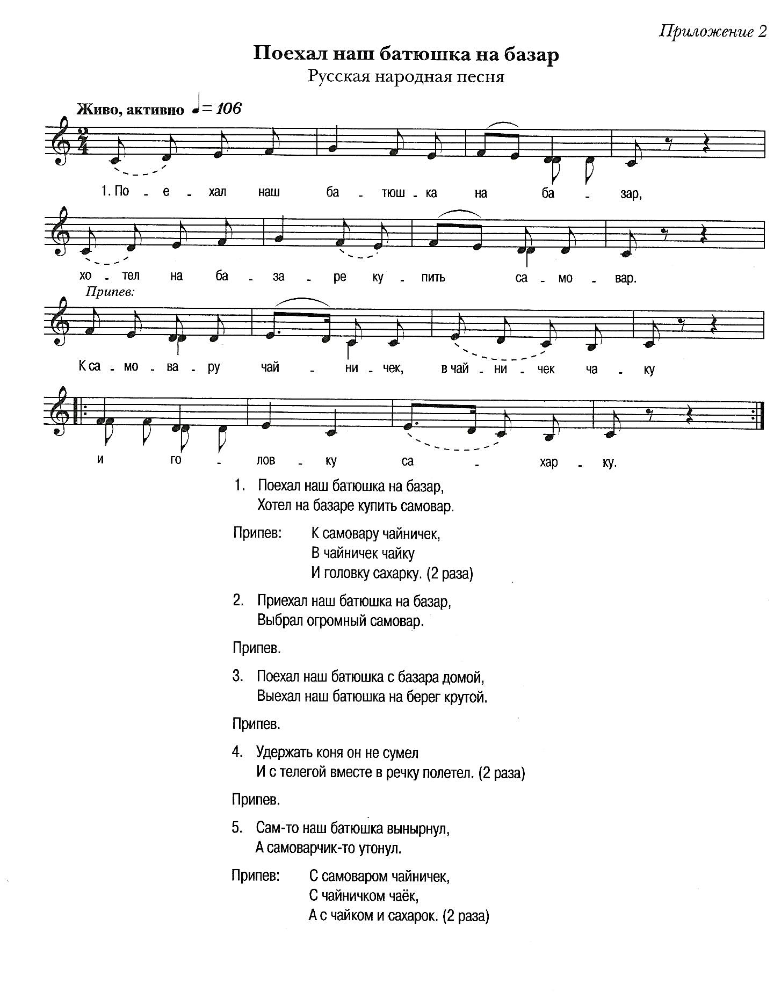 Приложение 2
Поехал наш батюшка на базар
Русская народная песня
Живо, активно = 106
2
4
1. По - е - хал наш ба - тюш - ка на ба - зар,
хо - тел на ба - за - ре ку - пить са - мо - вар.
Припев:
К са - мо - ва - ру чай - ни - чек, в чай - ни - чек ча - ку
и го - лов - ку са - хар - ку.
1. Поехал наш батюшка на базар,
Хотел на базаре купить самовар.
Припев: К самовару чайничек,
В чайничек чайку
И головку сахарку. (2 раза)
2. Приехал наш батюшка на базар,
Выбрал огромный самовар.
Припев.
3. Поехал наш батюшка с базара домой,
Выехал наш батюшка на берег крутой.
Припев.
4. Удержать коня он не сумел
И с телегой вместе в речку полетел. (2 раза)
Припев.
5. Сам-то наш батюшка вынырнул,
А самоварчик-то утонул.
Припев: С самоваром чайничек,
С чайничком чаёк,
А с чайком и сахарок. (2 раза)